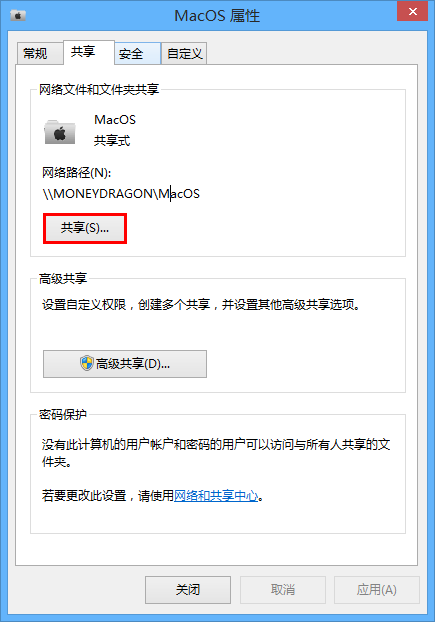 MacOS 属性
常规 共享 安全 自定义
网络文件和文件夹共享
MacOS
共享式
网络路径(N):
\\MONEYDRAGON\MacOS
共享(S)...
高级共享
设置自定义权限，创建多个共享，并设置其他高级共享选项。
高级共享(D)...
密码保护
没有此计算机的用户帐户和密码的用户可以访问与所有人共享的文
件夹。
若要更改此设置，请使用网络和共享中心。
关闭 取消 应用(A)